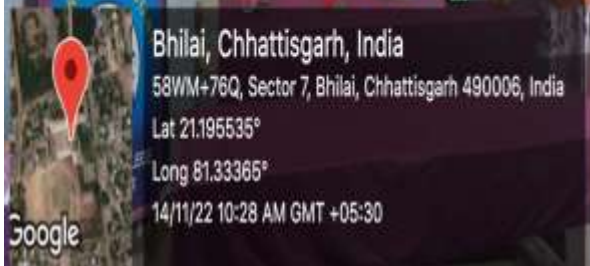 Bhilai, Chhattisgarh, India
58WM+76Q, Sector 7, Bhilai, Chhattisgarh 490006, India
Lat 21.195535°
Long 81.33365°
14/11/22 10:28 AM GMT +05:30
Google